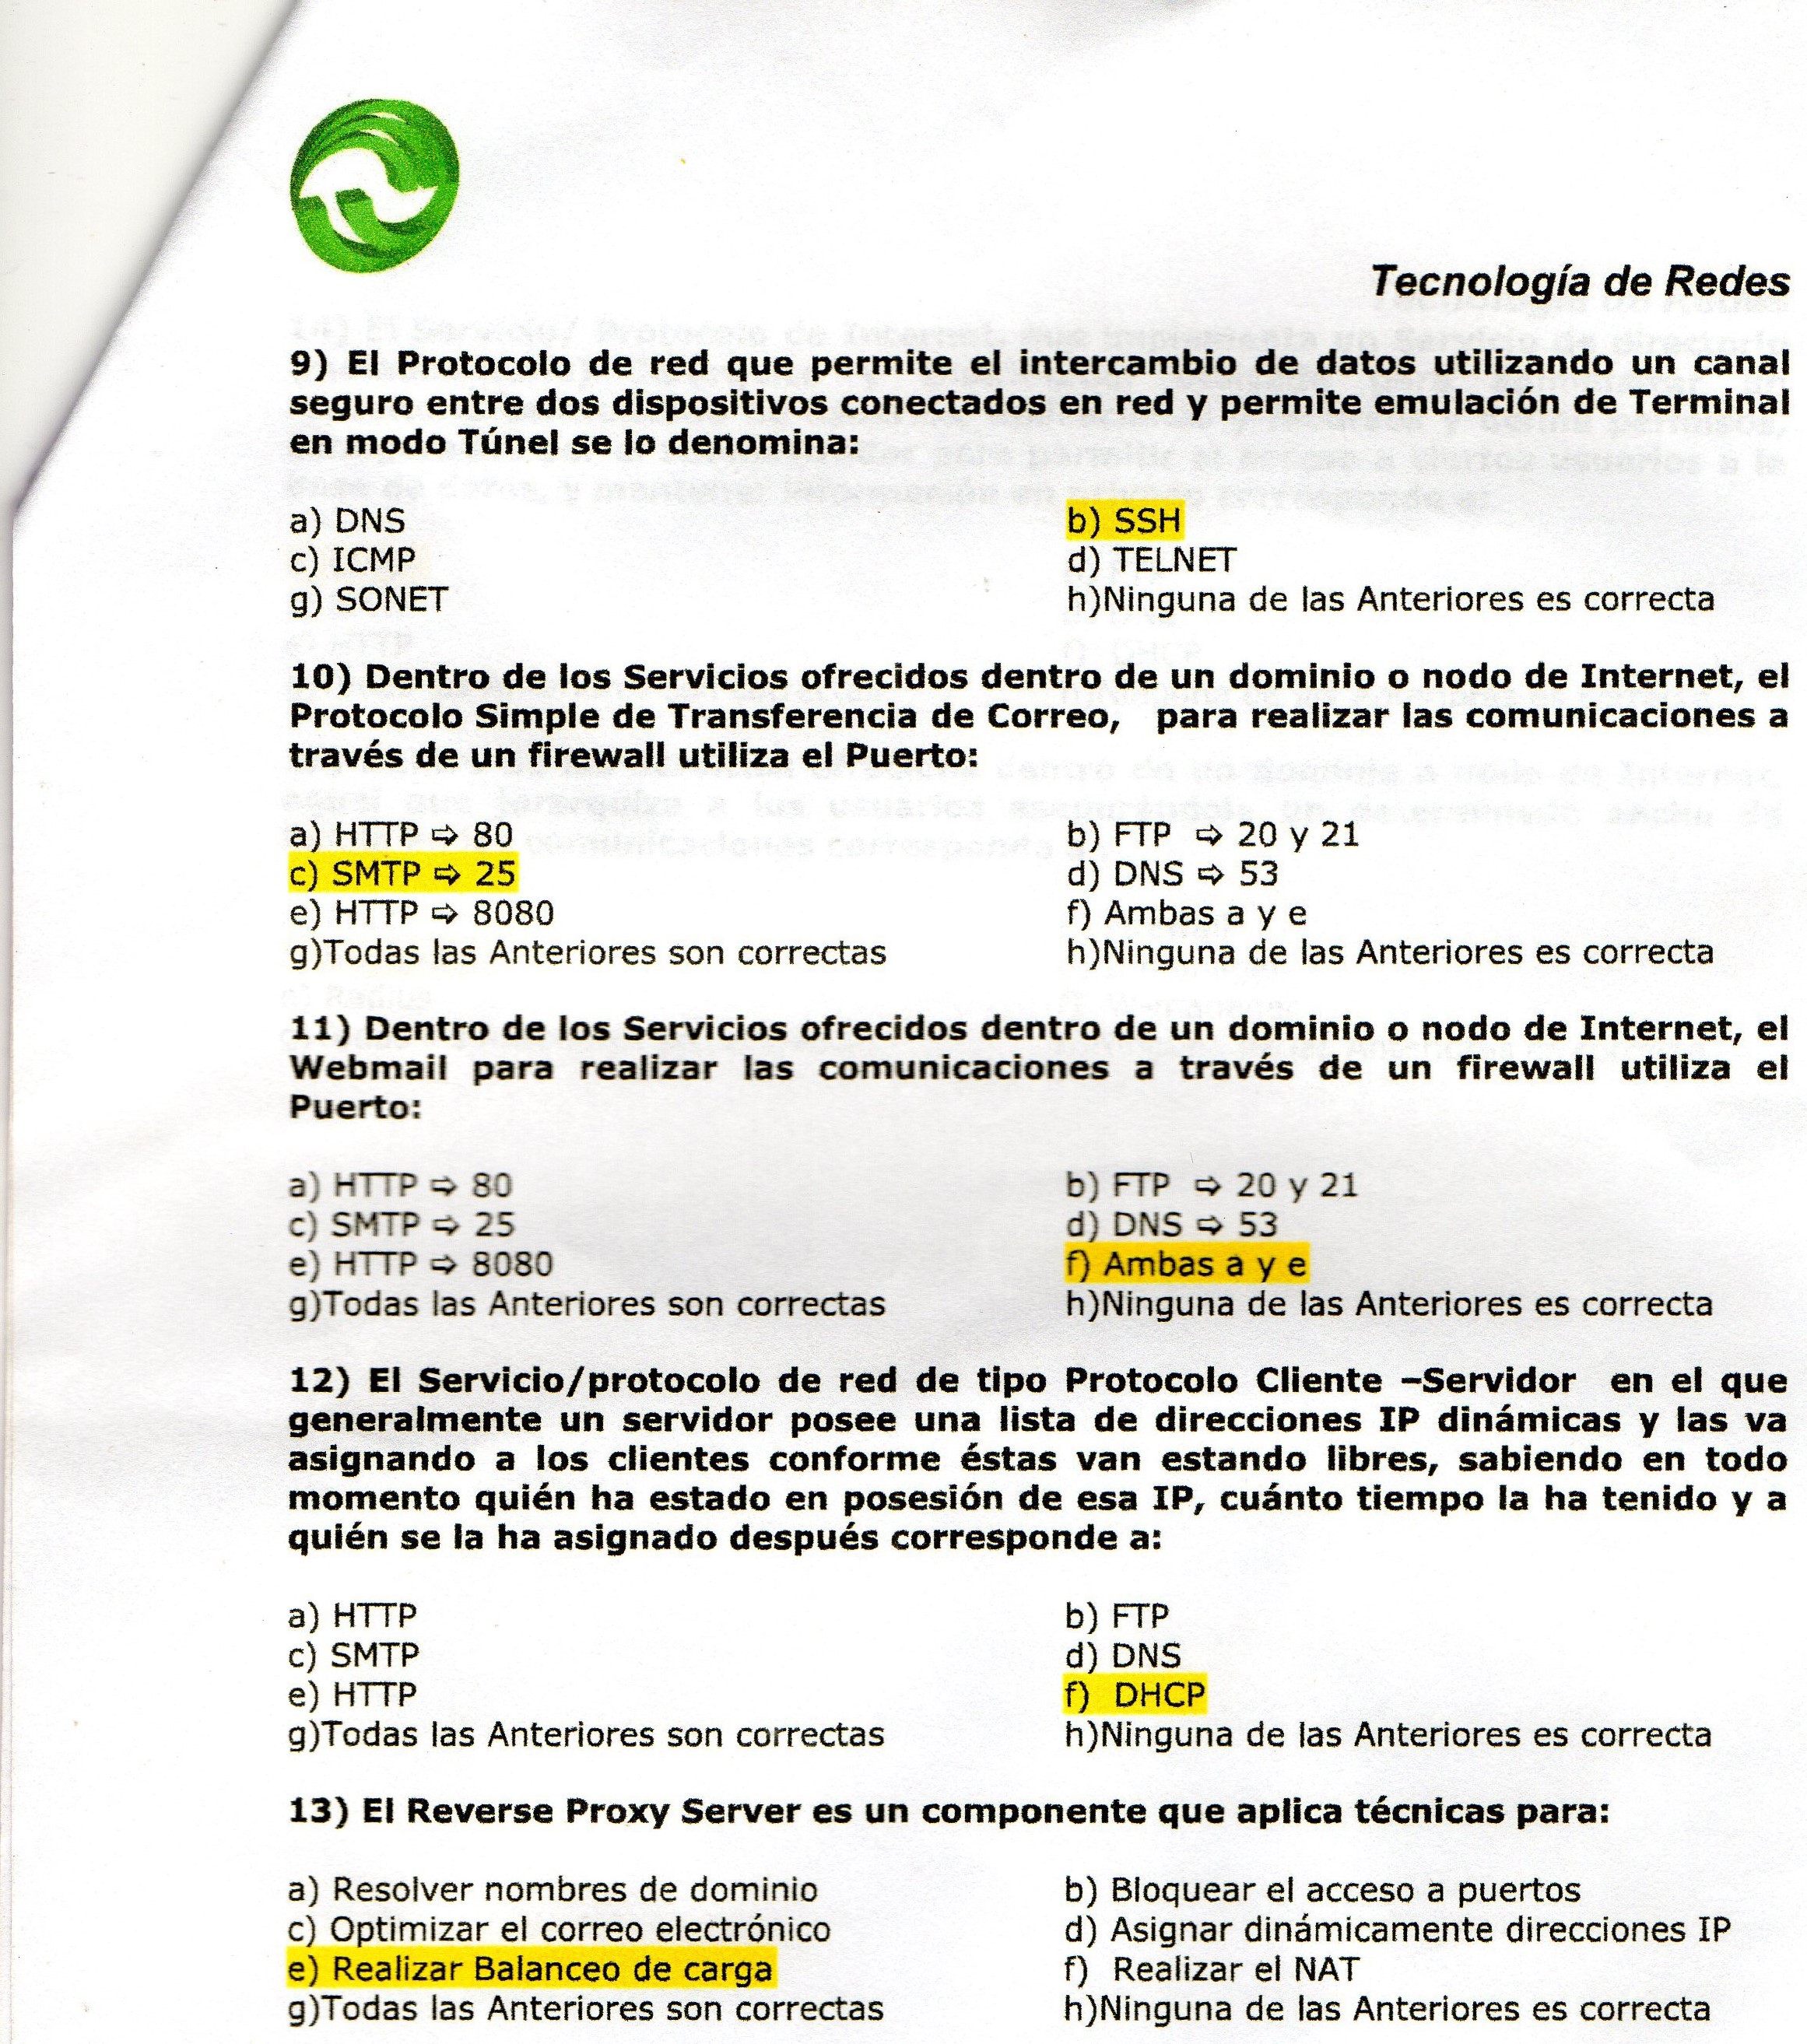 Tecnología de Redes
9) El Protocolo de red que permite el intercambio de datos utilizando un canal
seguro entre dos dispositivos conectados en red y permite emulación de Terminal
en modo Túnel se lo denomina:
a) DNS
b) SSH
c) ICMP
d) TELNET
g) SONET
h)Ninguna de las Anteriores es correcta
10) Dentro de los Servicios ofrecidos dentro de un dominio o nodo de Internet, el
Protocolo Simple de Transferencia de Correo, para realizar las comunicaciones a
través de un firewall utiliza el Puerto:
a) HTTP ⇨ 80
b) FTP ⇨ 20 y 21
c) SMTP ⇨ 25
d) DNS ⇨ 53
e) HTTP ⇨ 8080
f) Ambas a y e
g)Todas las Anteriores son correctas
h)Ninguna de las Anteriores es correcta
11) Dentro de los Servicios ofrecidos dentro de un dominio o nodo de Internet, el
Webmail para realizar las comunicaciones a través de un firewall utiliza el
Puerto:
a) HTTP ⇨ 80
b) FTP ⇨ 20 y 21
c) SMTP ⇨ 25
d) DNS ⇨ 53
e) HTTP ⇨ 8080
f) Ambas a y e
g)Todas las Anteriores son correctas
h)Ninguna de las Anteriores es correcta
12) El Servicio/protocolo de red de tipo Protocolo Cliente –Servidor en el que
generalmente un servidor posee una lista de direcciones IP dinámicas y las va
asignando a los clientes conforme éstas van estando libres, sabiendo en todo
momento quién ha estado en posesión de esa IP, cuánto tiempo la ha tenido y a
quién se la ha asignado después corresponde a:
a) HTTP
b) FTP
c) SMTP
d) DNS
e) HTTP
f) DHCP
g)Todas las Anteriores son correctas
h)Ninguna de las Anteriores es correcta
13) El Reverse Proxy Server es un componente que aplica técnicas para:
a) Resolver nombres de dominio
b) Bloquear el acceso a puertos
c) Optimizar el correo electrónico
d) Asignar dinámicamente direcciones IP
e) Realizar Balanceo de carga
f) Realizar el NAT
g)Todas las Anteriores son correctas
h)Ninguna de las Anteriores es correcta